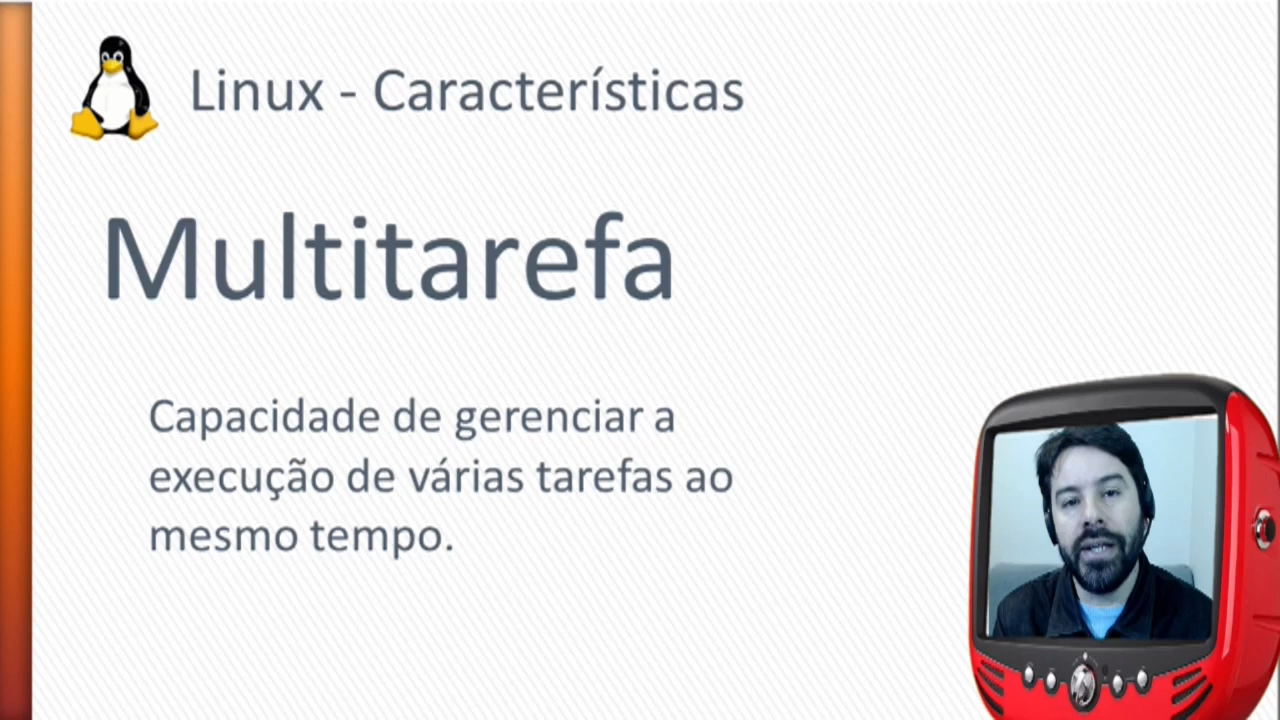 Linux - Características
Multitarefa
Capacidade de gerenciar a
execução de várias tarefas ao
mesmo tempo.